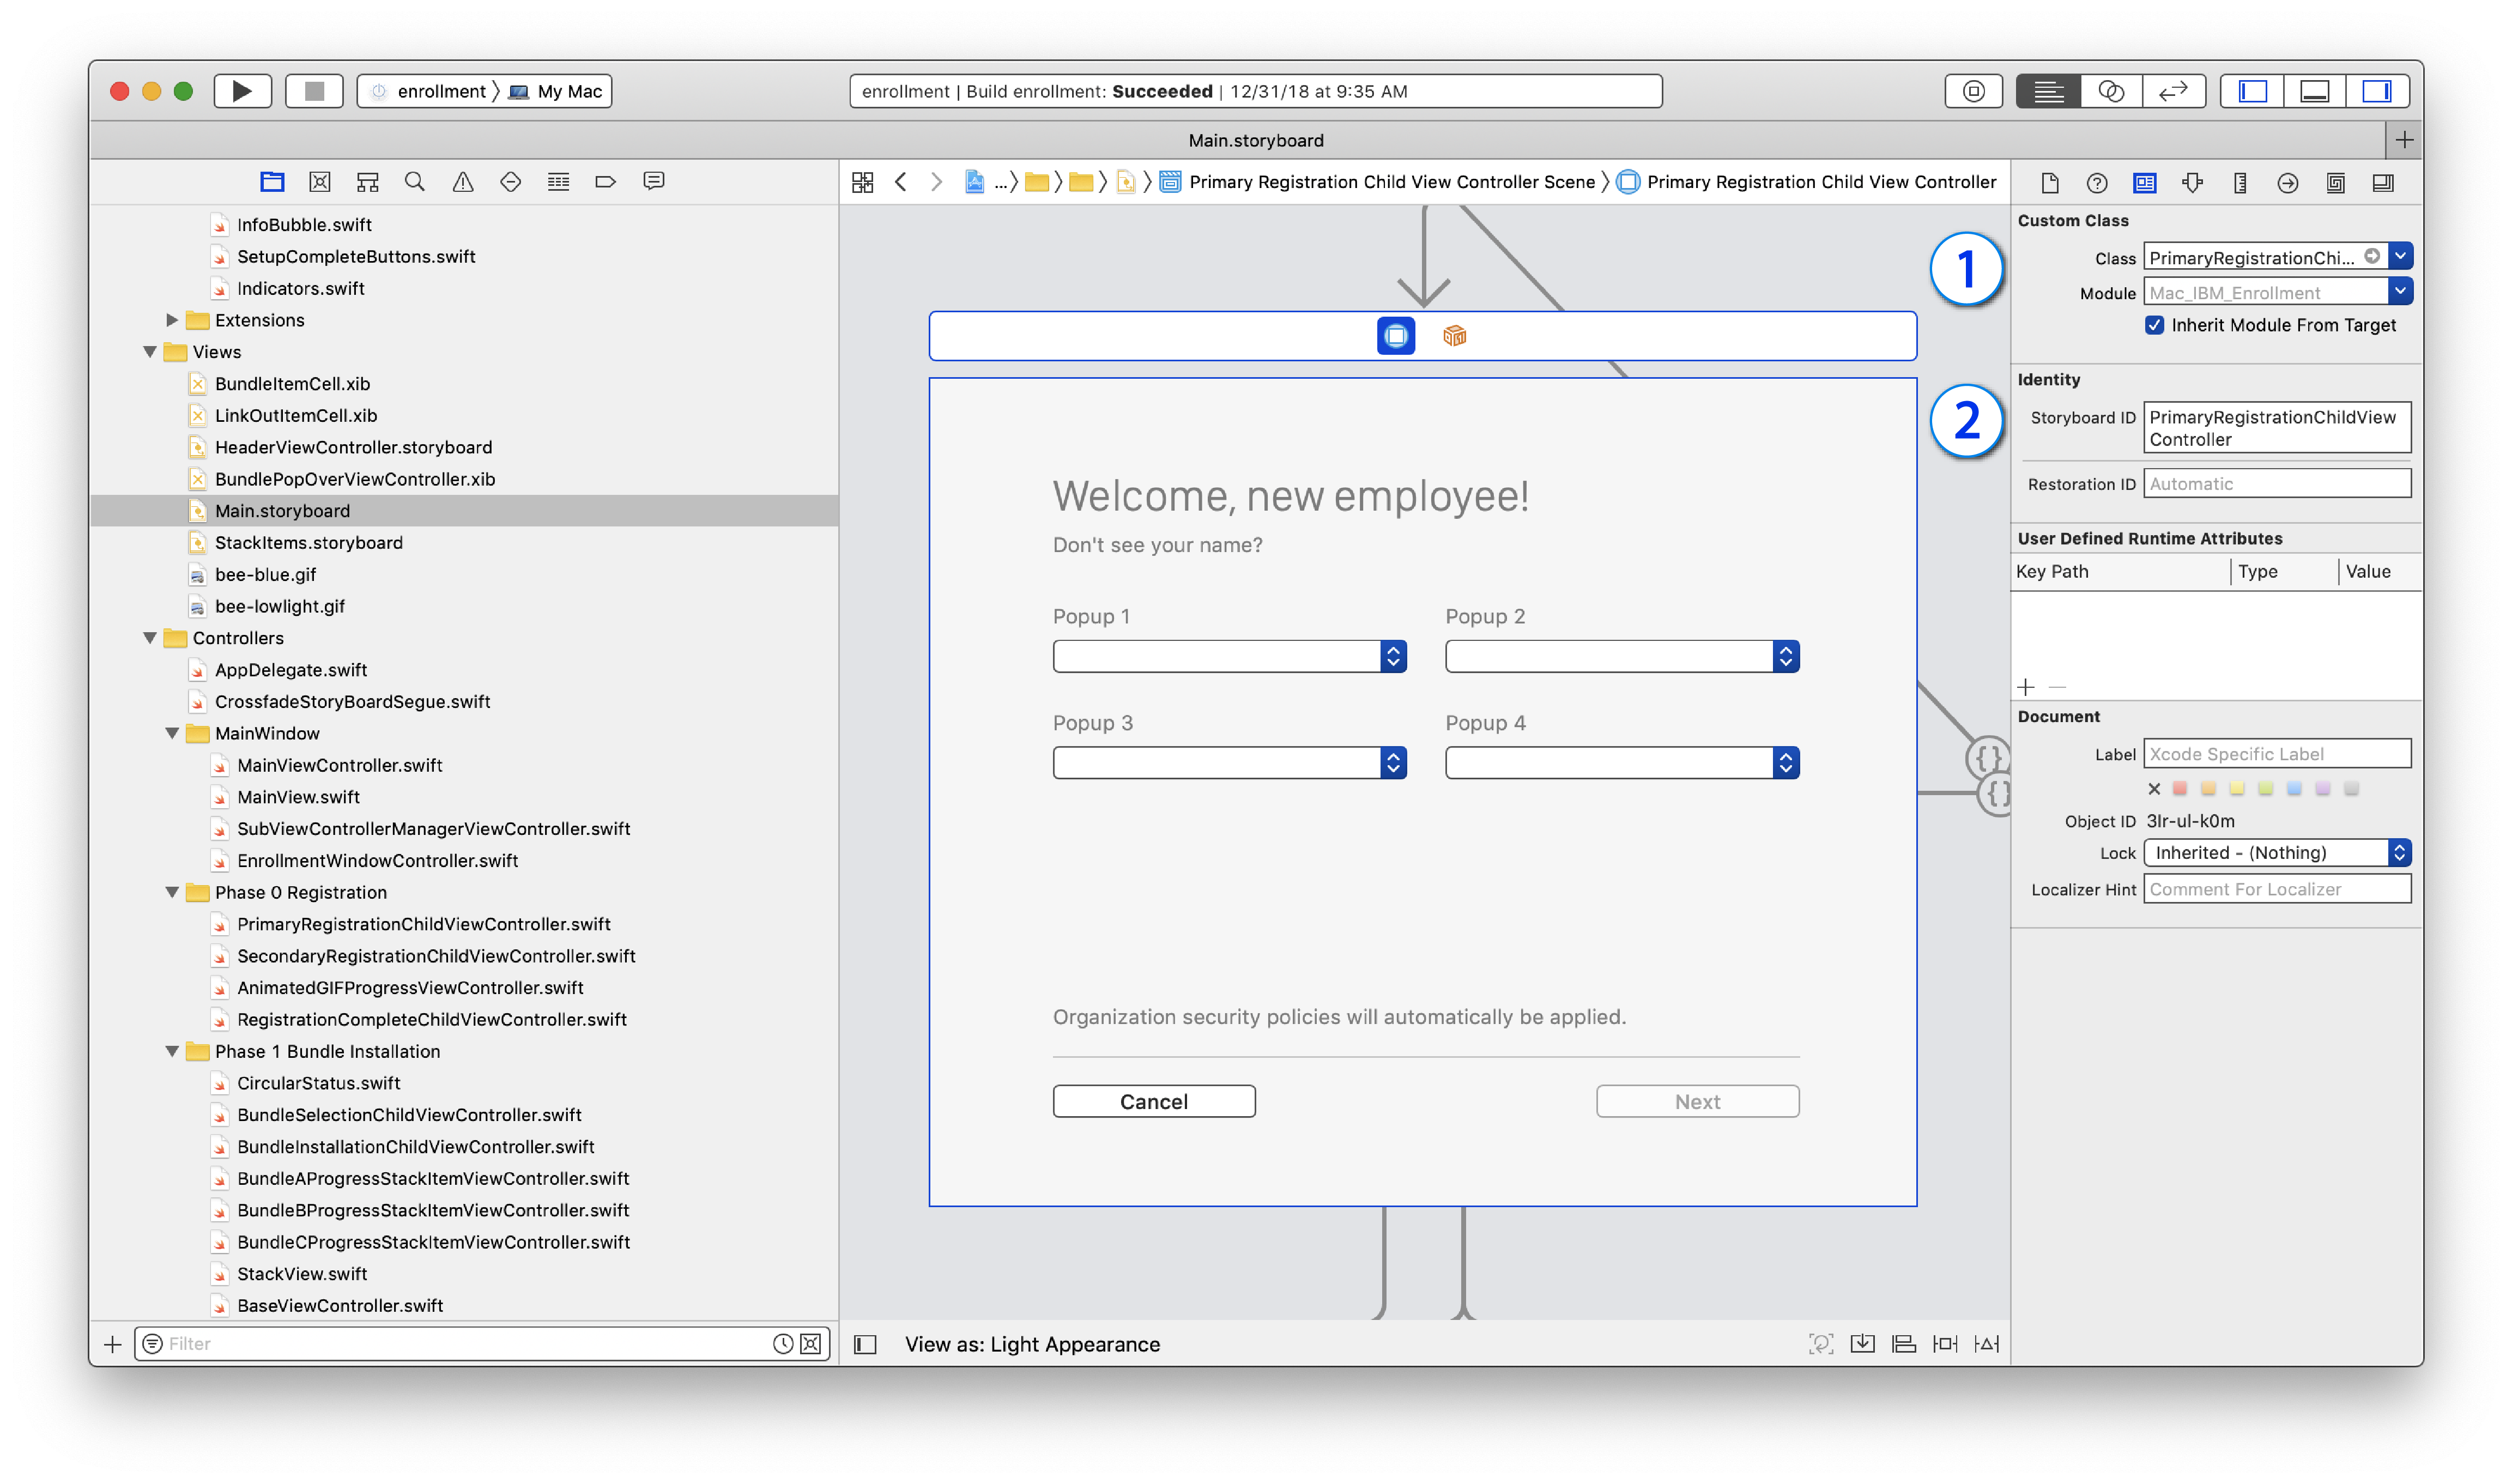 enrollment My Mac
enrollment | Build enrollment: Succeeded | 12/31/18 at 9:35 AM
Main.storyboard
InfoBubble.swift
SetupCompleteButtons.swift
Indicators.swift
Extensions
Views
BundleItemCell.xib
LinkOutItemCell.xib
HeaderViewController.storyboard
BundlePopOverViewController.xib
Main.storyboard
StackItems.storyboard
bee-blue.gif
bee-lowlight.gif
Controllers
AppDelegate.swift
CrossfadeStoryBoardSegue.swift
MainWindow
MainViewController.swift
MainView.swift
SubViewControllerManagerViewController.swift
EnrollmentWindowController.swift
Phase 0 Registration
PrimaryRegistrationChildViewController.swift
SecondaryRegistrationChildViewController.swift
AnimatedGIFProgressViewController.swift
RegistrationCompleteChildViewController.swift
Phase 1 Bundle Installation
CircularStatus.swift
BundleSelectionChildViewController.swift
BundleInstallationChildViewController.swift
BundleAProgressStackItemViewController.swift
BundleBProgressStackItemViewController.swift
BundleCProgressStackItemViewController.swift
StackView.swift
BaseViewController.swift
Filter
... Primary Registration Child View Controller Scene Primary Registration Child View Controller
Welcome, new employee!
Don't see your name?
Popup 1 Popup 2
Popup 3 Popup 4
Organization security policies will automatically be applied.
Cancel Next
{} 
{}
View as: Light Appearance
1
2
Custom Class
Class PrimaryRegistrationChi...
Module Mac_IBM_Enrollment
Inherit Module From Target
Identity
Storyboard ID PrimaryRegistrationChildView
Controller
Restoration ID Automatic
User Defined Runtime Attributes
Key Path Type Value
Document
Label Xcode Specific Label
Object ID 3Ir-ul-k0m
Lock Inherited - (Nothing)
Localizer Hint Comment For Localizer